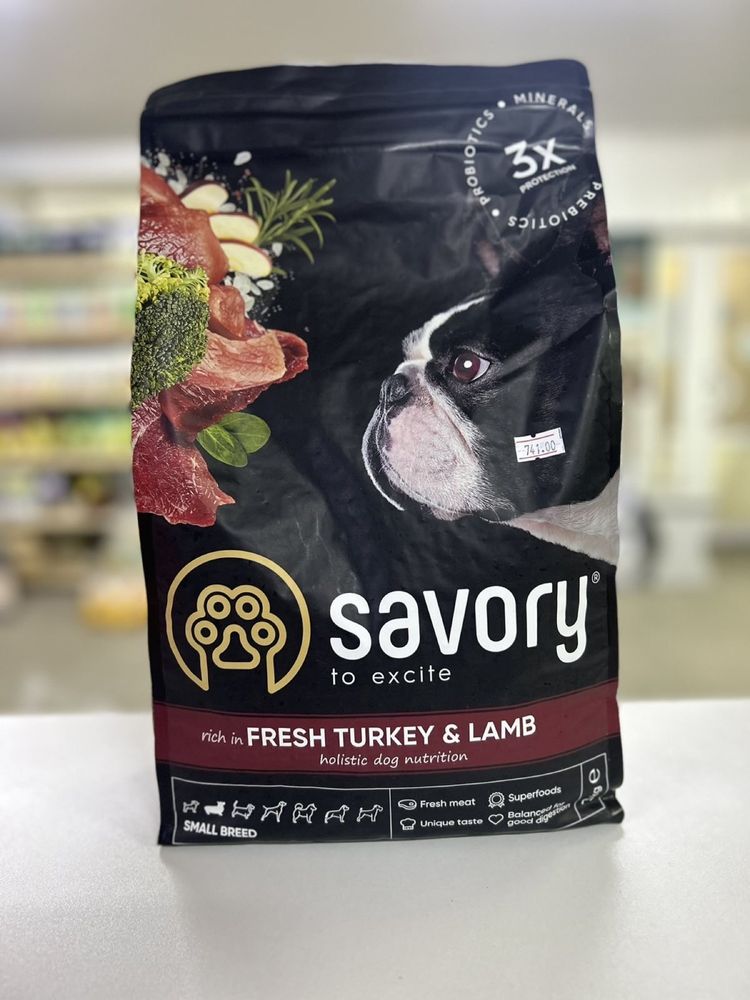 PROBIOTICS • MINERALS • PREBIOTICS •
3X
PROTECTION
741.00
savory®
to excite
rich in FRESH TURKEY & LAMB
holistic dog nutrition
SMALL BREED
Fresh meat
Superfoods
Unique taste
Balanced for
good digestion